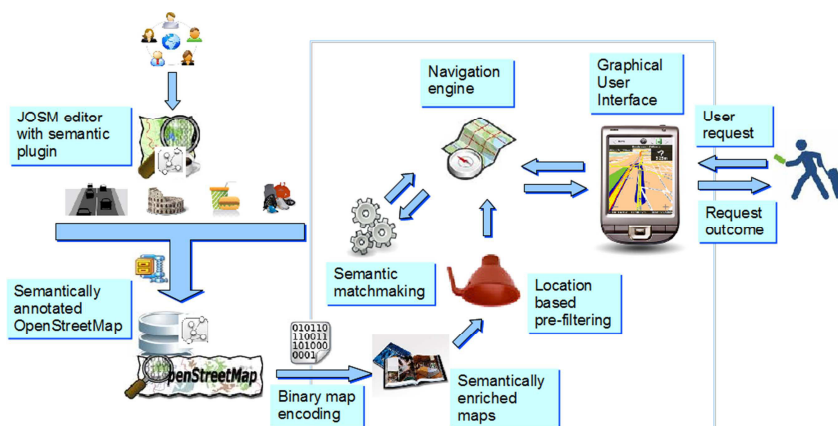 JOSM editor
with semantic
plugin
Semantically
annotated
OpenStreetMap
penStreetMap
010110
110011
101000
0001
Binary map
encoding
Semantically
enriched
maps
Semantic
matchmaking
Location
based
pre-filtering
Navigation
engine
Graphical
User
Interface
User
request
Request
outcome